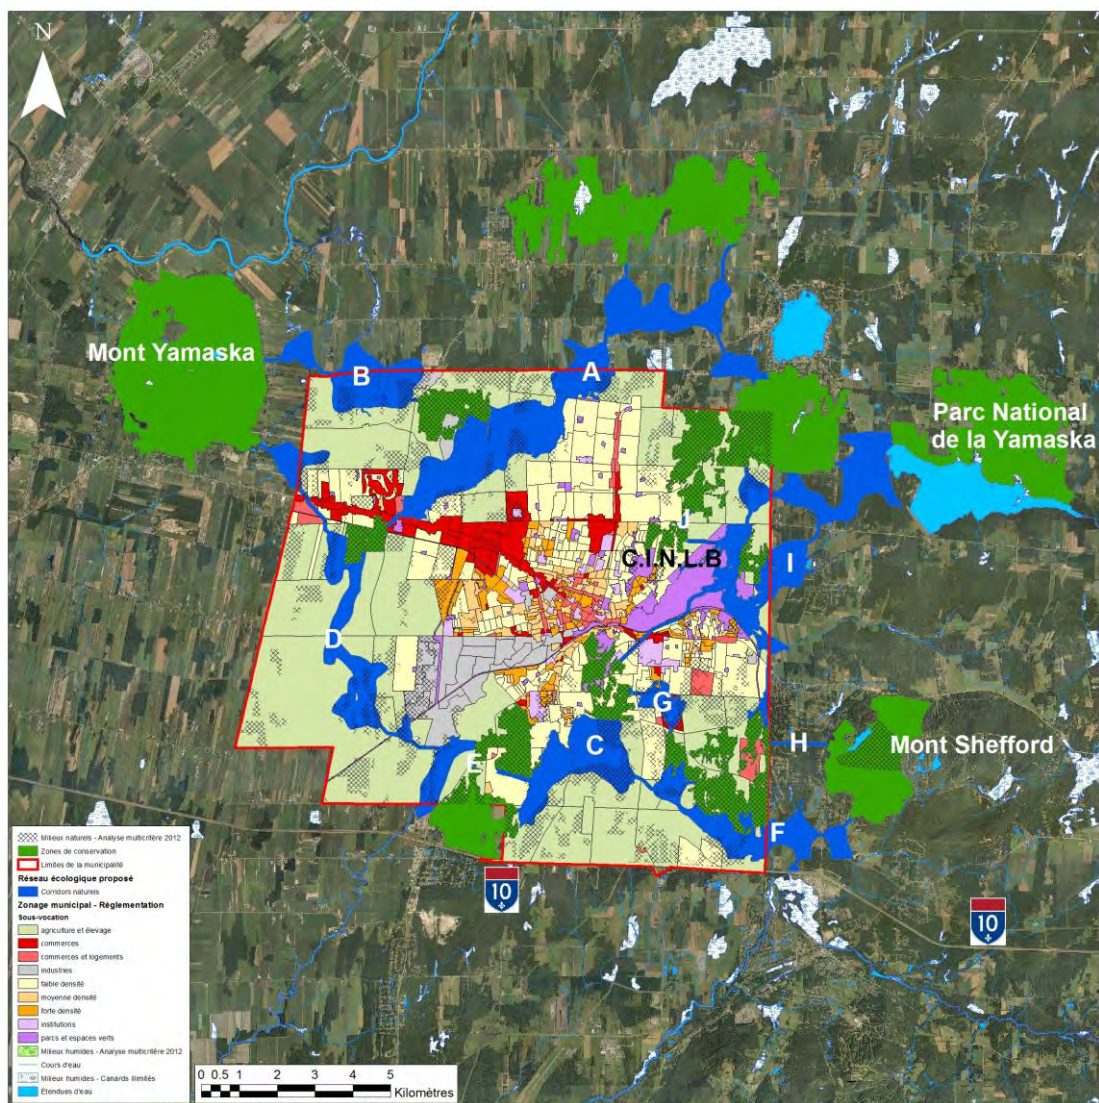 N
A
B
Mont Yamaska
Parc National
de la Yamaska
J
C.I.N.L.B
I
D
G
C
H
Mont Shefford
E
F
10
10
Milieux naturels - Analyse multicritère 2012
Zones de conservation
Limites de la municipalité
Réseau écologique proposé
Corridors naturels
Zonage municipal - Règlementation
Sous-vocation
agriculture et élevage
commerces
commerces et logements
industries
faible densité
moyenne densité
forte densité
institutions
parcs et espaces verts
Milieux humides - Analyse multicritère 2012
Cours d'eau
Milieux humides - Canards illimités
Étendues d'eau
0 0.5 1 2 3 4 5
Kilomètres